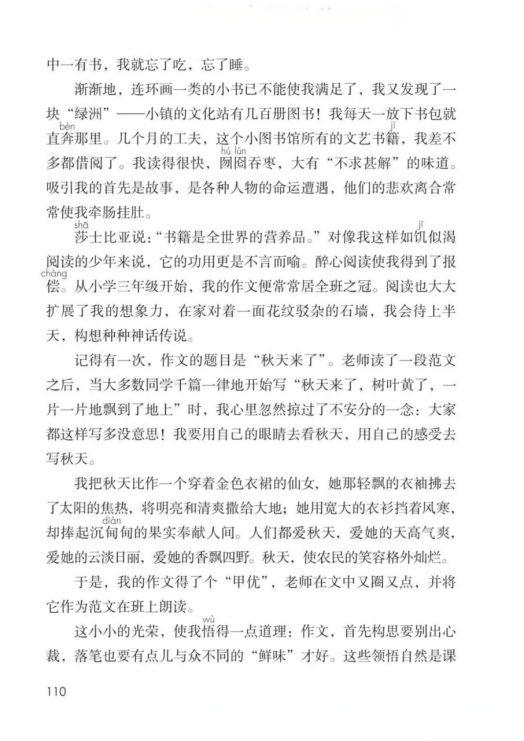 中一有书，我就忘了吃，忘了睡。
渐渐地，连环画一类的小书已不能使我满足了，我又发现了一
块“绿洲”——小镇的文化站有几百册图书！我每天一放下书包就
bēn jí
直奔那里。几个月的工夫，这个小图书馆所有的文艺书籍，我差不
hú lún
多都借阅了。我读得很快，囫囵吞枣，大有“不求甚解”的味道。
吸引我的首先是故事，是各种人物的命运遭遇，他们的悲欢离合常
常使我牵肠挂肚。
shā jī
莎士比亚说：“书籍是全世界的营养品。”对像我这样如饥似渴
阅读的少年来说，它的功用更是不言而喻。醉心阅读使我得到了报
cháng
偿。从小学三年级开始，我的作文便常常居全班之冠。阅读也大大
扩展了我的想象力，在家对着一面花纹驳杂的石墙，我会待上半
天，构想种种神话传说。
记得有一次，作文的题目是“秋天来了”。老师读了一段范文
之后，当大多数同学千篇一律地开始写“秋天来了，树叶黄了，一
片一片地飘到了地上”时，我心里忽然掠过了不安分的一念：大家
都这样写多没意思！我要用自己的眼睛去看秋天，用自己的感受去
写秋天。
我把秋天比作一个穿着金色衣裙的仙女，她那轻飘的衣袖拂去
了太阳的焦热，将明亮和清爽撒给大地；她用宽大的衣衫挡着风寒，
diàn
却捧起沉甸甸的果实奉献人间。人们都爱秋天，爱她的天高气爽，
爱她的云淡日丽，爱她的香飘四野。秋天，使农民的笑容格外灿烂。
于是，我的作文得了个“甲优”，老师在文中又圈又点，并将
它作为范文在班上朗读。
wù
这小小的光荣，使我悟得一点道理：作文，首先构思要别出心
裁，落笔也要有点儿与众不同的“鲜味”才好。这些领悟自然是课
110